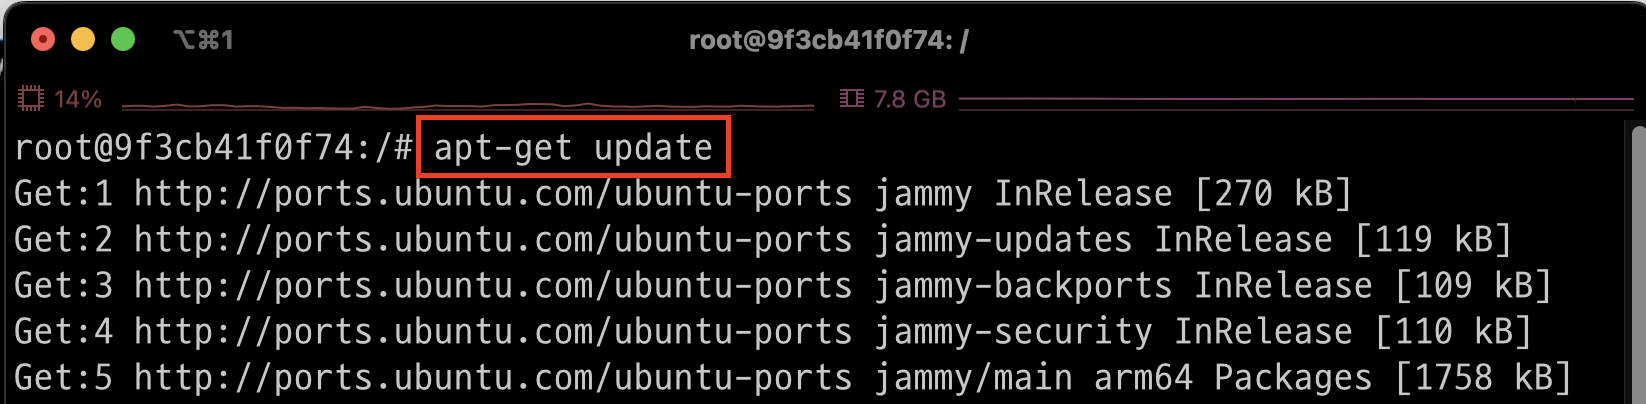 ⌥⌘1 root@9f3cb41f0f74: /
14% 7.8 GB
root@9f3cb41f0f74:/# apt-get update
Get:1 http://ports.ubuntu.com/ubuntu-ports jammy InRelease [270 kB]
Get:2 http://ports.ubuntu.com/ubuntu-ports jammy-updates InRelease [119 kB]
Get:3 http://ports.ubuntu.com/ubuntu-ports jammy-backports InRelease [109 kB]
Get:4 http://ports.ubuntu.com/ubuntu-ports jammy-security InRelease [110 kB]
Get:5 http://ports.ubuntu.com/ubuntu-ports jammy/main arm64 Packages [1758 kB]